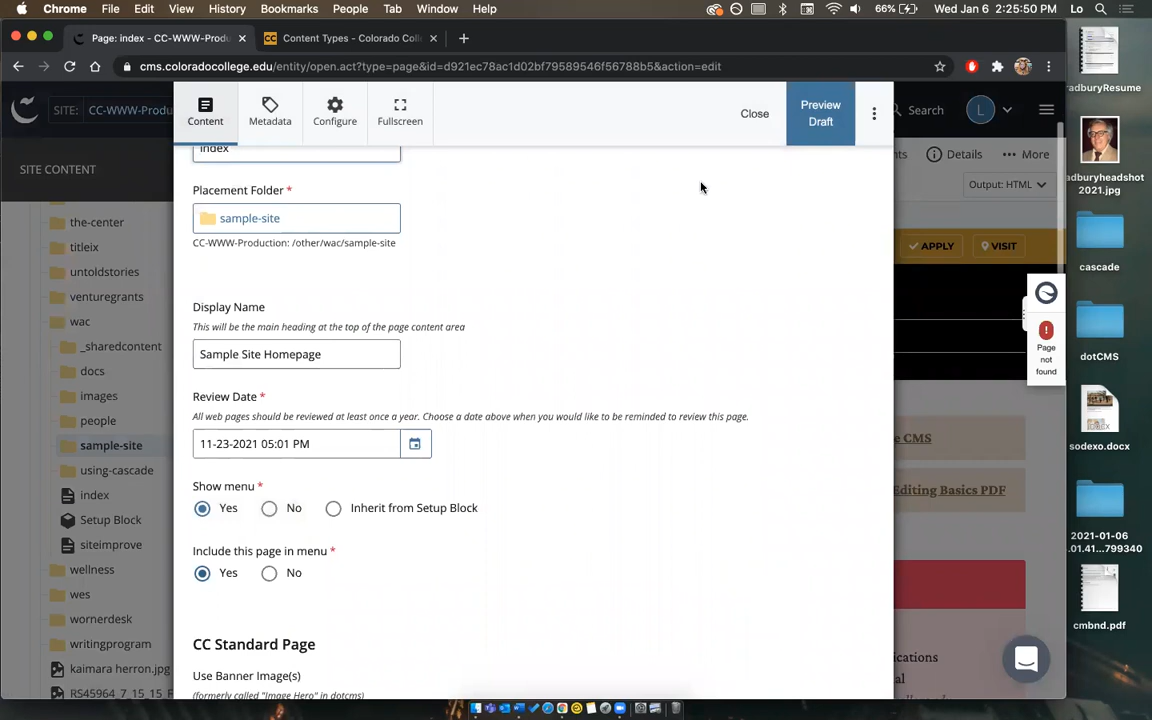 Chrome File Edit View History Bookmarks People Tab Window Help 66% Wed Jan 6 2:25:50 PM Lo
Page: index - CC-WWW-Produ Content Types - Colorado Col
cms.coloradocollege.edu/entity/open.act?type=page&id=d921ec78ac1d02bf79589546f56788b5&action=edit
SITE: CC-WWW-Produ
Content
Metadata
Configure
Fullscreen
Close
Preview
Draft
Search
L
SITE CONTENT
nts Details More
Output: HTML
APPLY
VISIT
the-center
titleix
untoldstories
venturegrants
wac
_sharedcontent
docs
images
people
sample-site
using-cascade
index
Setup Block
siteimprove
wellness
wes
wornerdesk
writingprogram
kaimara herron.jpg
RS45964_7_15_15_F
index
Placement Folder *
sample-site
CC-WWW-Production: /other/wac/sample-site
Display Name
This will be the main heading at the top of the page content area
Sample Site Homepage
Review Date *
All web pages should be reviewed at least once a year. Choose a date above when you would like to be reminded to review this page.
11-23-2021 05:01 PM
Show menu *
Yes No Inherit from Setup Block
Include this page in menu *
Yes No
CC Standard Page
Use Banner Image(s)
(formerly called "Image Hero" in dotcms)
Page
not
found
e CMS
Editing Basics PDF
ifications
al
adburyResume
adburyheadshot
2021.jpg
cascade
dotCMS
sodexo.docx
2021-01-06
.01.41...799340
cmbnd.pdf